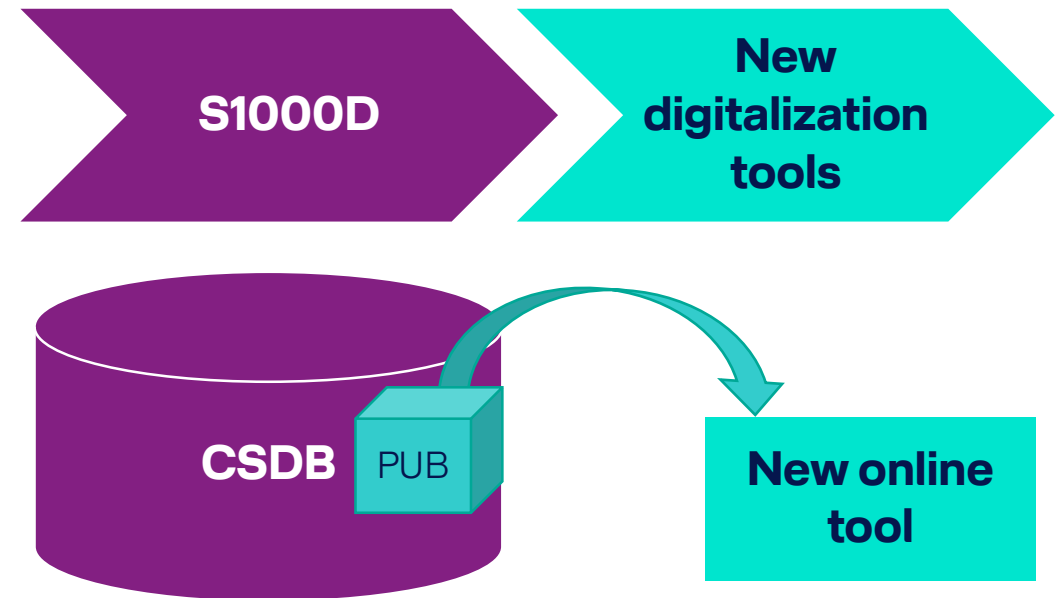 S1000D
New
digitalization
tools
CSDB
PUB
New online
tool